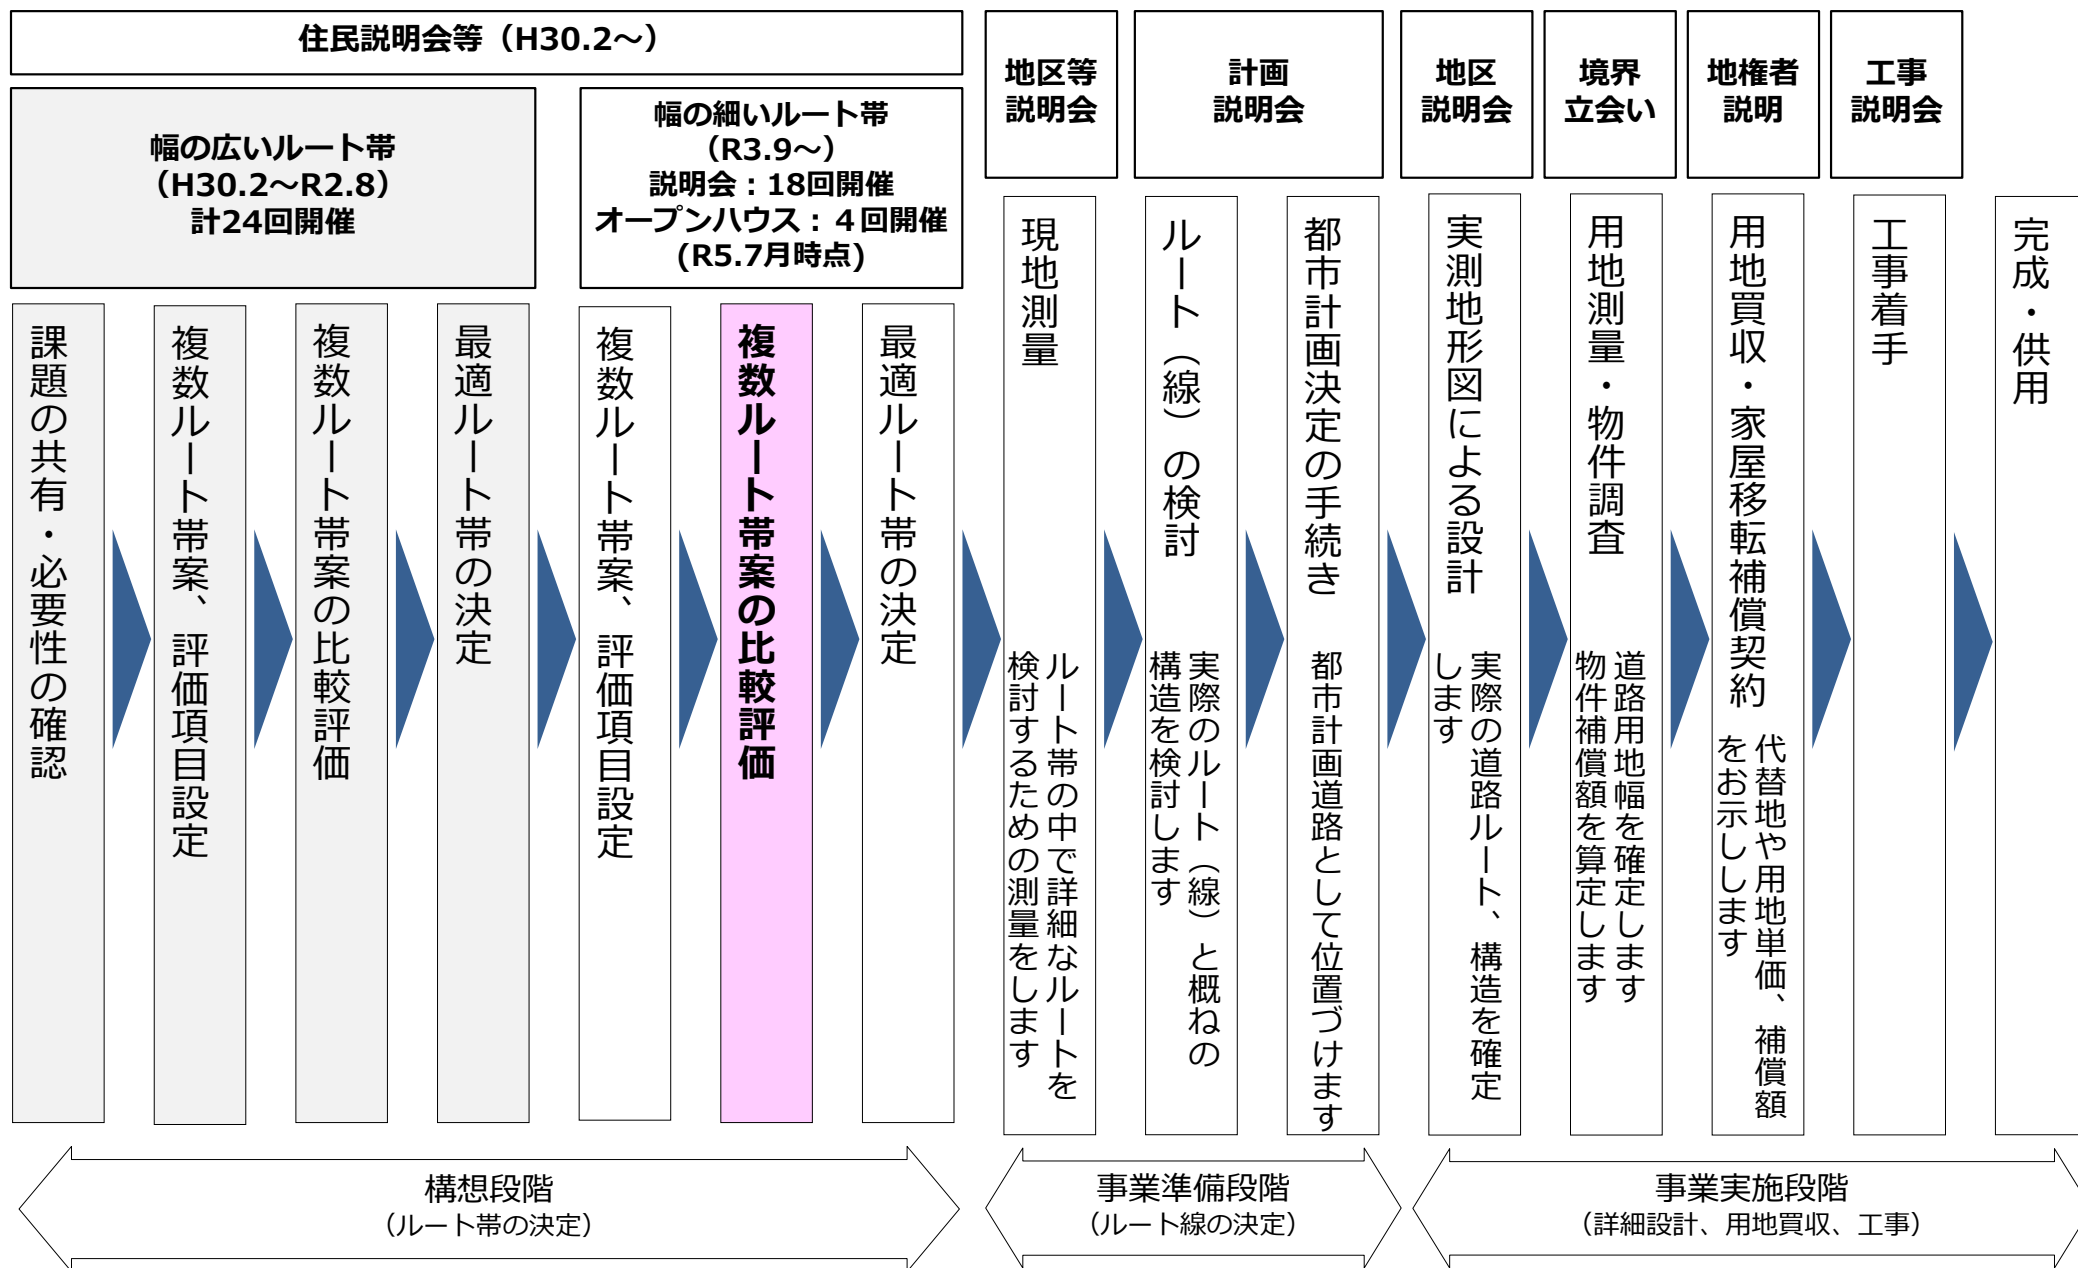 住民説明会等（H30.2～）
幅の広いルート帯
（H30.2～R2.8）
計24回開催
幅の細いルート帯
（R3.9～）
説明会：18回開催
オープンハウス：４回開催
(R5.7月時点)
地区等
説明会
計画
説明会
地区
説明会
境界
立会い
地権者
説明
工事
説明会
課題の共有・必要性の確認
複数ルート帯案、評価項目設定
複数ルート帯案の比較評価
最適ルート帯の決定
複数ルート帯案、評価項目設定
複数ルート帯案の比較評価
最適ルート帯の決定
現地測量
ルート帯の中で詳細なルートを
検討するための測量をします
ルート（線）の検討
実際のルート（線）と概ねの
構造を検討します
都市計画決定の手続き
都市計画道路として位置づけます
実測地形図による設計
実際の道路ルート、構造を確定
します
用地測量・物件調査
道路用地幅を確定します
物件補償額を算定します
用地買収・家屋移転補償契約
代替地や用地単価、補償額
をお示しします
工事着手
完成・供用
構想段階
（ルート帯の決定）
事業準備段階
（ルート線の決定）
事業実施段階
（詳細設計、用地買収、工事）